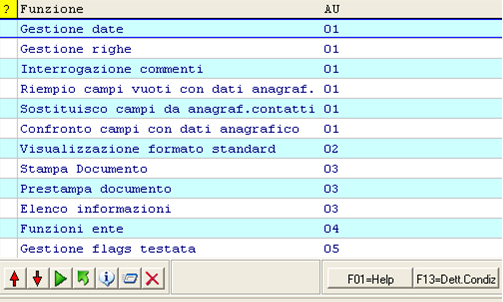 ? Funzione AU
Gestione date 01
Gestione righe 01
Interrogazione commenti 01
Riempio campi vuoti con dati anagraf. 01
Sostituisco campi da anagraf.contatti 01
Confronto campi con dati anagrafico 01
Visualizzazione formato standard 02
Stampa Documento 03
Prestampa documento 03
Elenco informazioni 03
Funzioni ente 04
Gestione flags testata 05
F01=Help F13=Dett.Condiz